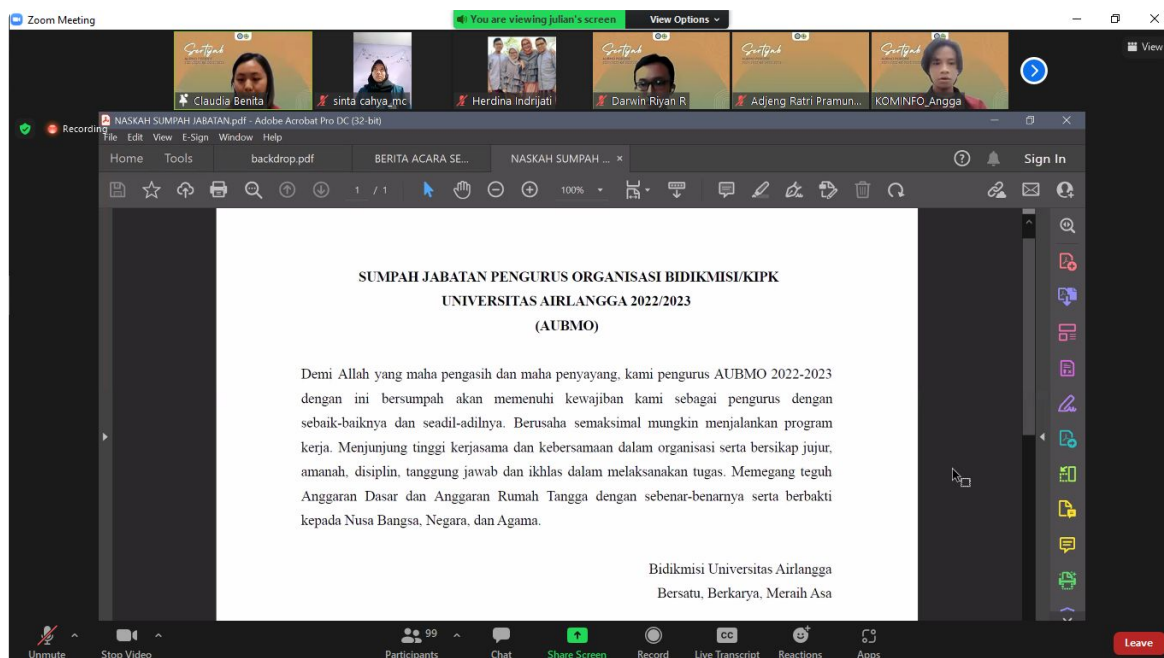 Zoom Meeting
You are viewing julian's screen
View Options
View
Sertijab
Sertijab
Sertijab
Sertijab
Claudia Benita
sinta cahya_mc
Herdina Indrijati
Darwin Riyan R
Adjeng Ratri Pramun...
KOMINFO_Angga
Recording
NASKAH SUMPAH JABATAN.pdf - Adobe Acrobat Pro DC (32-bit)
File Edit View E-Sign Window Help
Home Tools backdrop.pdf BERITA ACARA SE... NASKAH SUMPAH ... × Sign In
1 / 1 100%
SUMPAH JABATAN PENGURUS ORGANISASI BIDIKMISI/KIPK
UNIVERSITAS AIRLANGGA 2022/2023
(AUBMO)
Demi Allah yang maha pengasih dan maha penyayang, kami pengurus AUBMO 2022-2023
dengan ini bersumpah akan memenuhi kewajiban kami sebagai pengurus dengan
sebaik-baiknya dan seadil-adilnya. Berusaha semaksimal mungkin menjalankan program
kerja. Menjunjung tinggi kerjasama dan kebersamaan dalam organisasi serta bersikap jujur,
amanah, disiplin, tanggung jawab dan ikhlas dalam melaksanakan tugas. Memegang teguh
Anggaran Dasar dan Anggaran Rumah Tangga dengan sebenar-benarnya serta berbakti
kepada Nusa Bangsa, Negara, dan Agama.
Bidikmisi Universitas Airlangga
Bersatu, Berkarya, Meraih Asa
Unmute
Stop Video
99
Participants
Chat
Share Screen
Record
CC
Live Transcript
Reactions
Apps
Leave